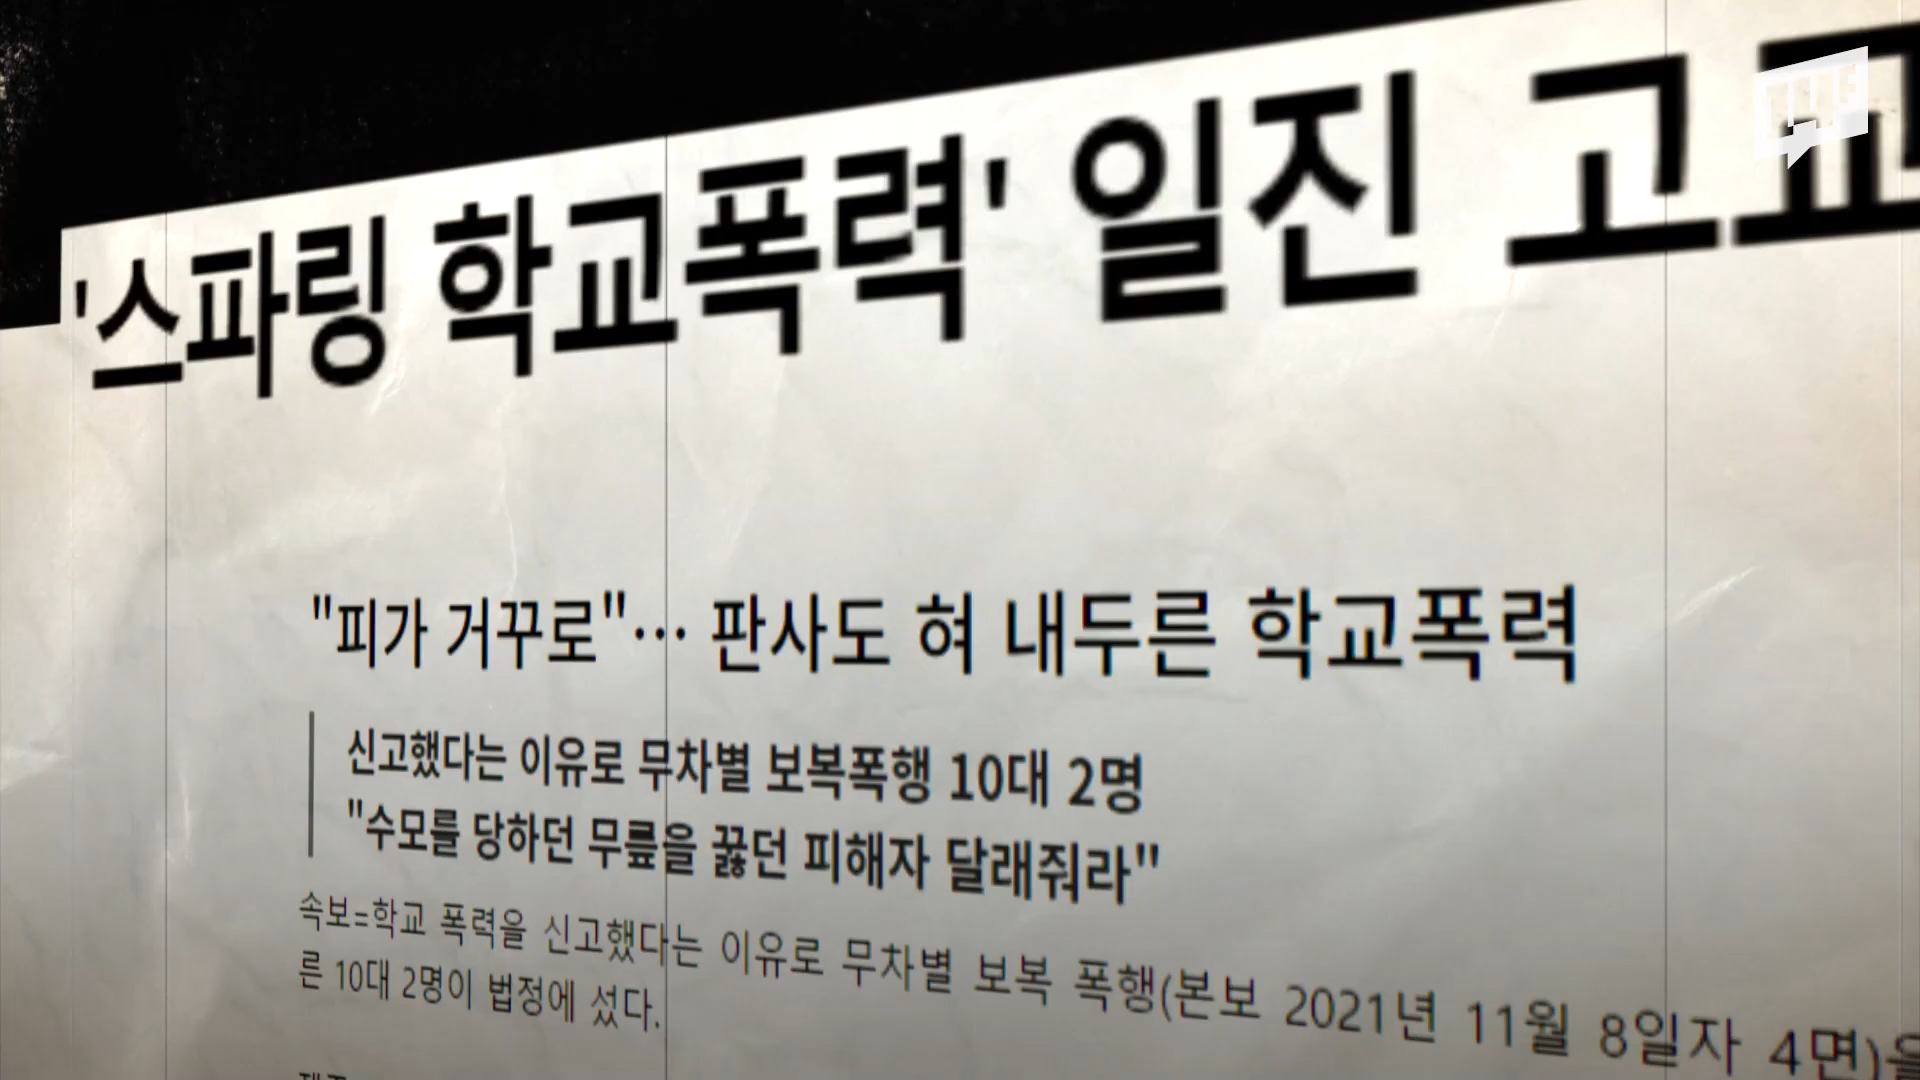 '스파링 학교폭력' 일진 고교
"피가 거꾸로"… 판사도 혀 내두른 학교폭력
신고했다는 이유로 무차별 보복폭행 10대 2명
"수모를 당하던 무릎을 꿇던 피해자 달래줘라"
속보=학교 폭력을 신고했다는 이유로 무차별 보복 폭행(본보 2021년 11월 8일자 4면)을
른 10대 2명이 법정에 섰다.